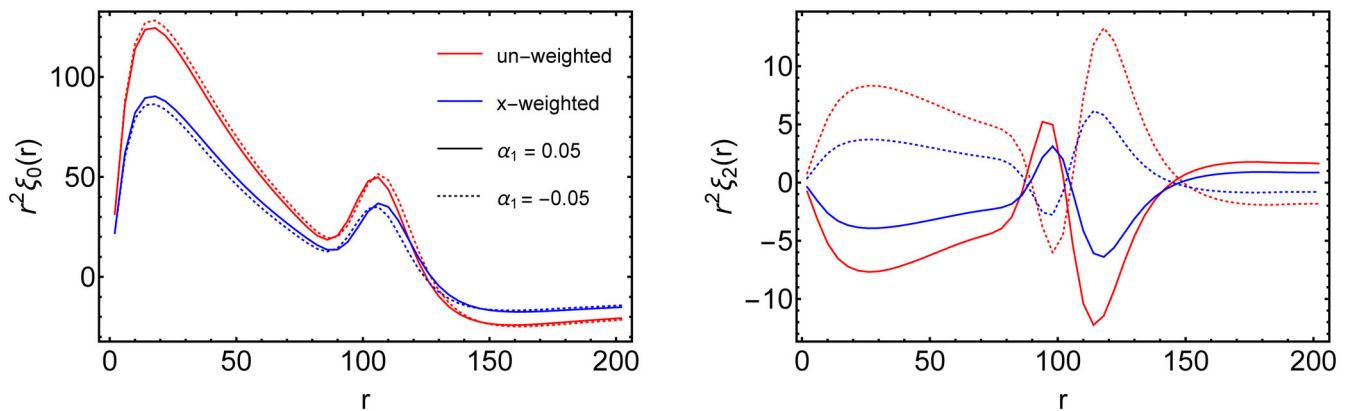 100
50
0
r²ξ₀(r)
un-weighted
x-weighted
α₁ = 0.05
α₁ = -0.05
0 50 100 150 200
r
10
5
0
-5
-10
r²ξ₂(r)
0 50 100 150 200
r